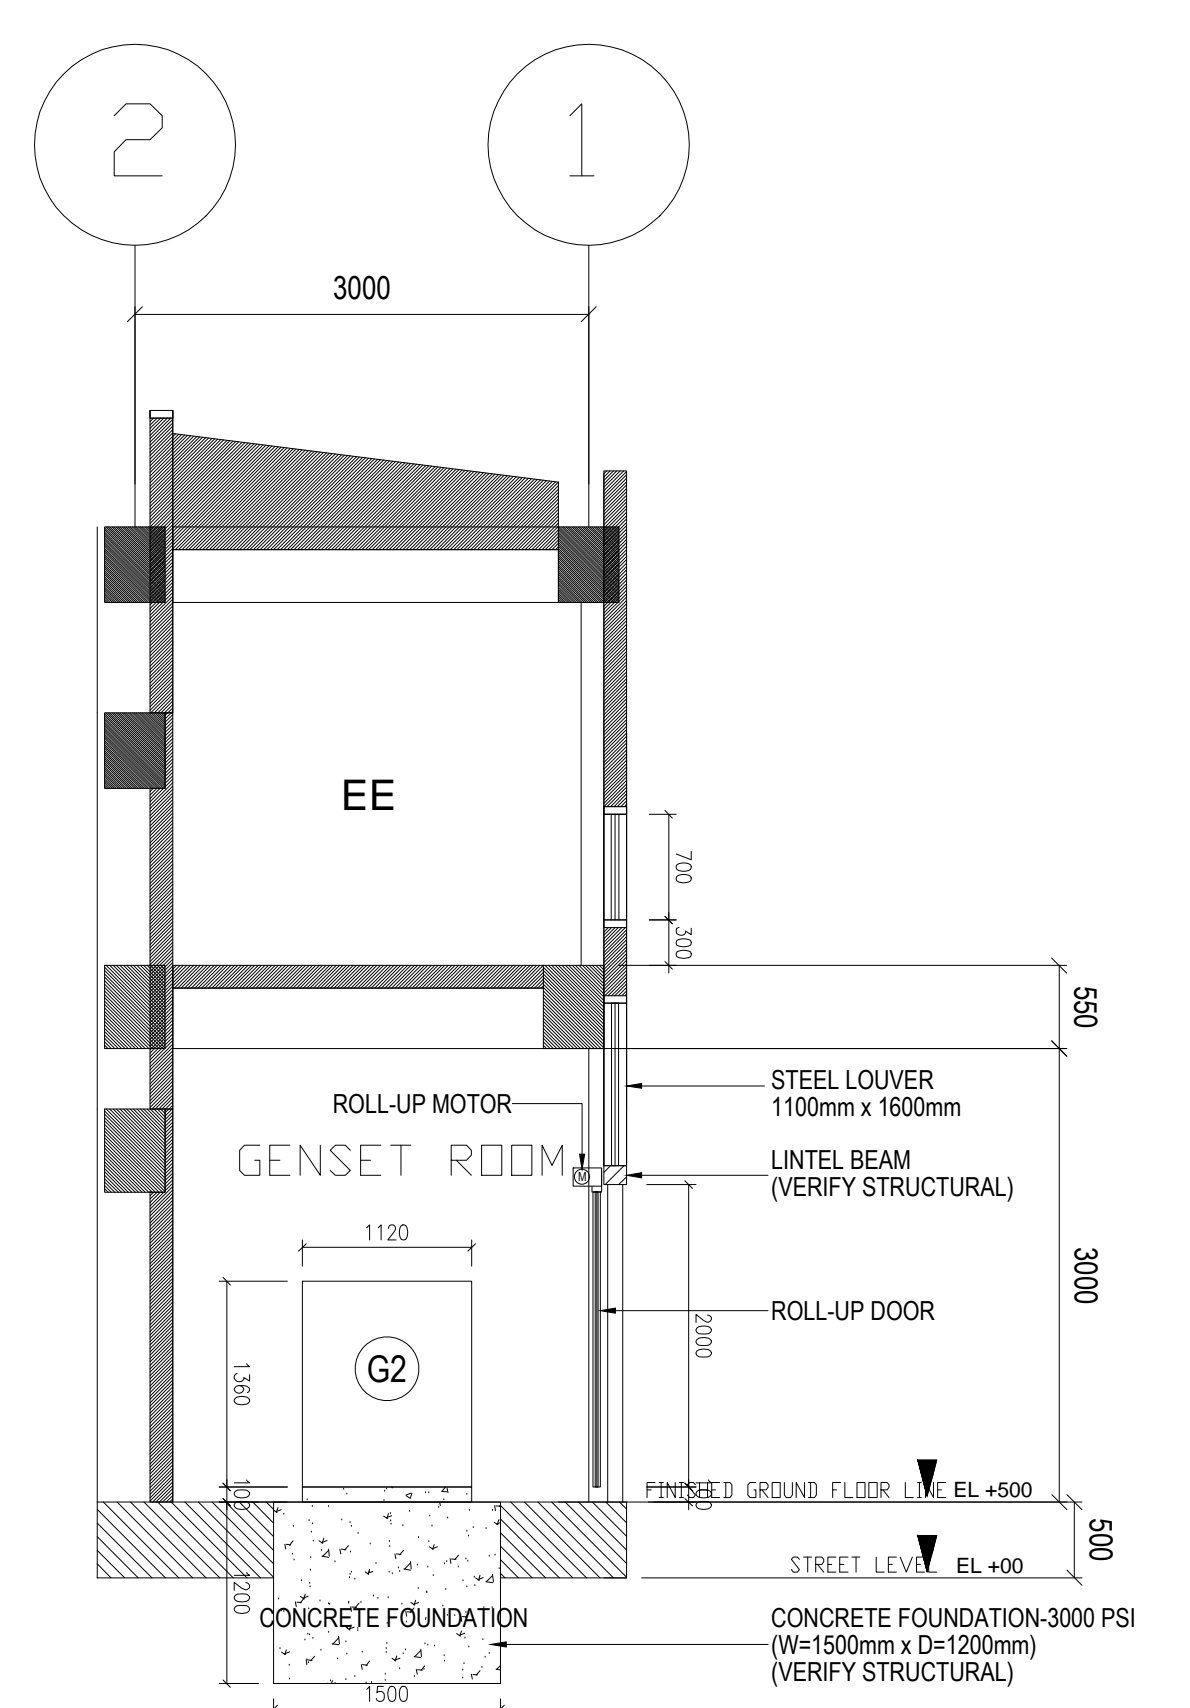 2
1
3000
EE
700
300
550
STEEL LOUVER
1100mm x 1600mm
ROLL-UP MOTOR
GENSET ROOM
M
LINTEL BEAM
(VERIFY STRUCTURAL)
1120
3000
ROLL-UP DOOR
2000
G2
1360
100
FINISHED GROUND FLOOR LINE EL +500
500
STREET LEVEL EL +00
1200
CONCRETE FOUNDATION
CONCRETE FOUNDATION-3000 PSI
(W=1500mm x D=1200mm)
(VERIFY STRUCTURAL)
1500